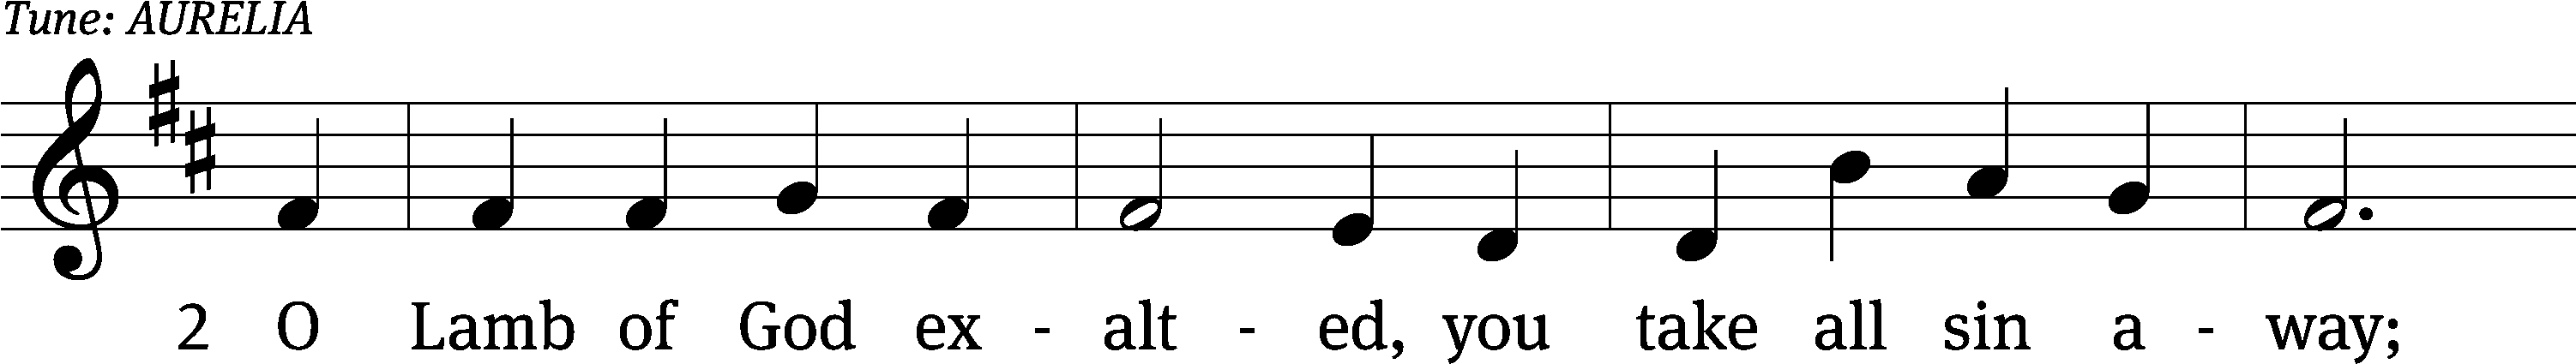 Tune: AURELIA
2 O Lamb of God ex - alt - ed, you take all sin a - way;